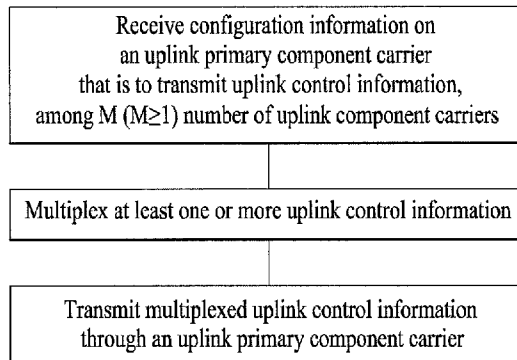 Receive configuration information on
an uplink primary component carrier
that is to transmit uplink control information,
among M (M≥1) number of uplink component carriers
Multiplex at least one or more uplink control information
Transmit multiplexed uplink control information
through an uplink primary component carrier